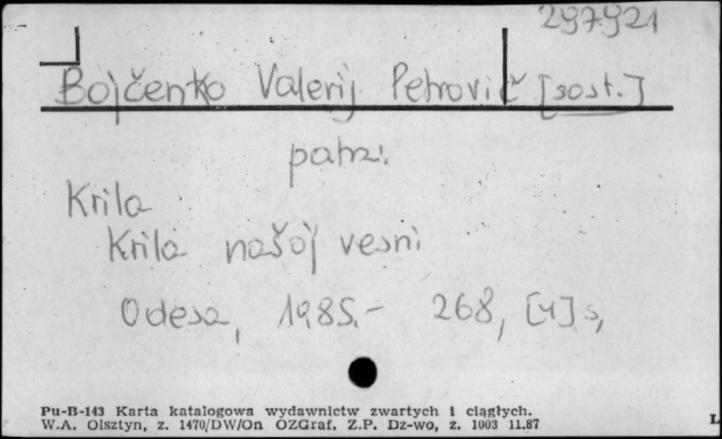 297921
Bojčenko Valerij Petrovič [sost.]
patrz:
Krila
Krila našoj vesni
Odesa, 1985.- 268, [4] s,
Pu-B-143 Karta katalogowa wydawnictw zwartych i ciągłych.
W.A. Olsztyn, z. 1470/DW/On OZGraf. Z.P. Dz-wo, z. 1003 11.87